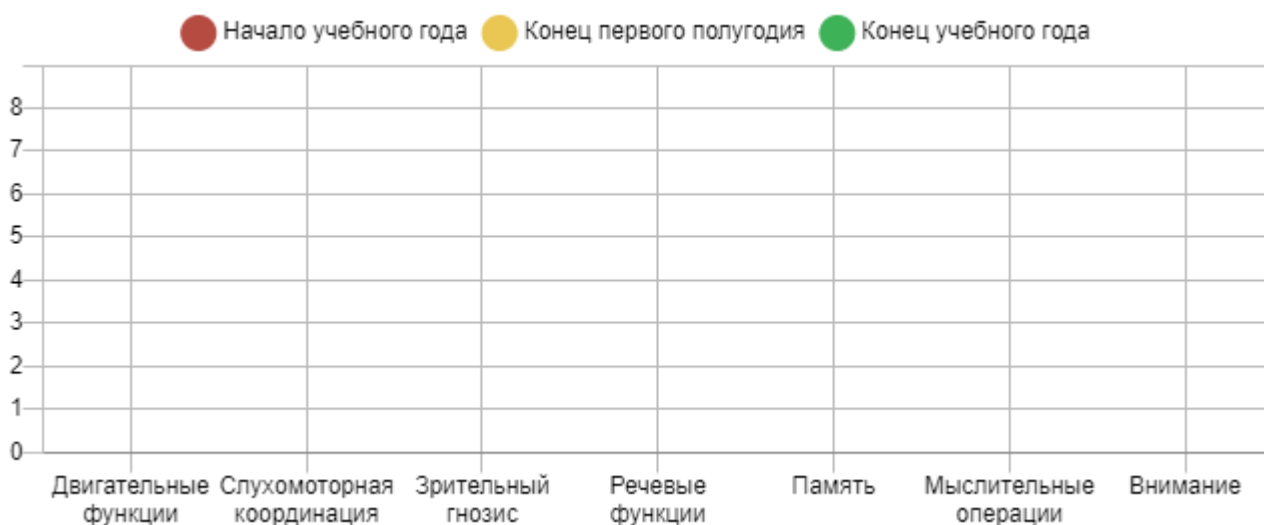 Начало учебного года Конец первого полугодия Конец учебного года
8
7
6
5
4
3
2
1
0
Двигательные функции
Слухомоторная координация
Зрительный гнозис
Речевые функции
Память
Мыслительные операции
Внимание